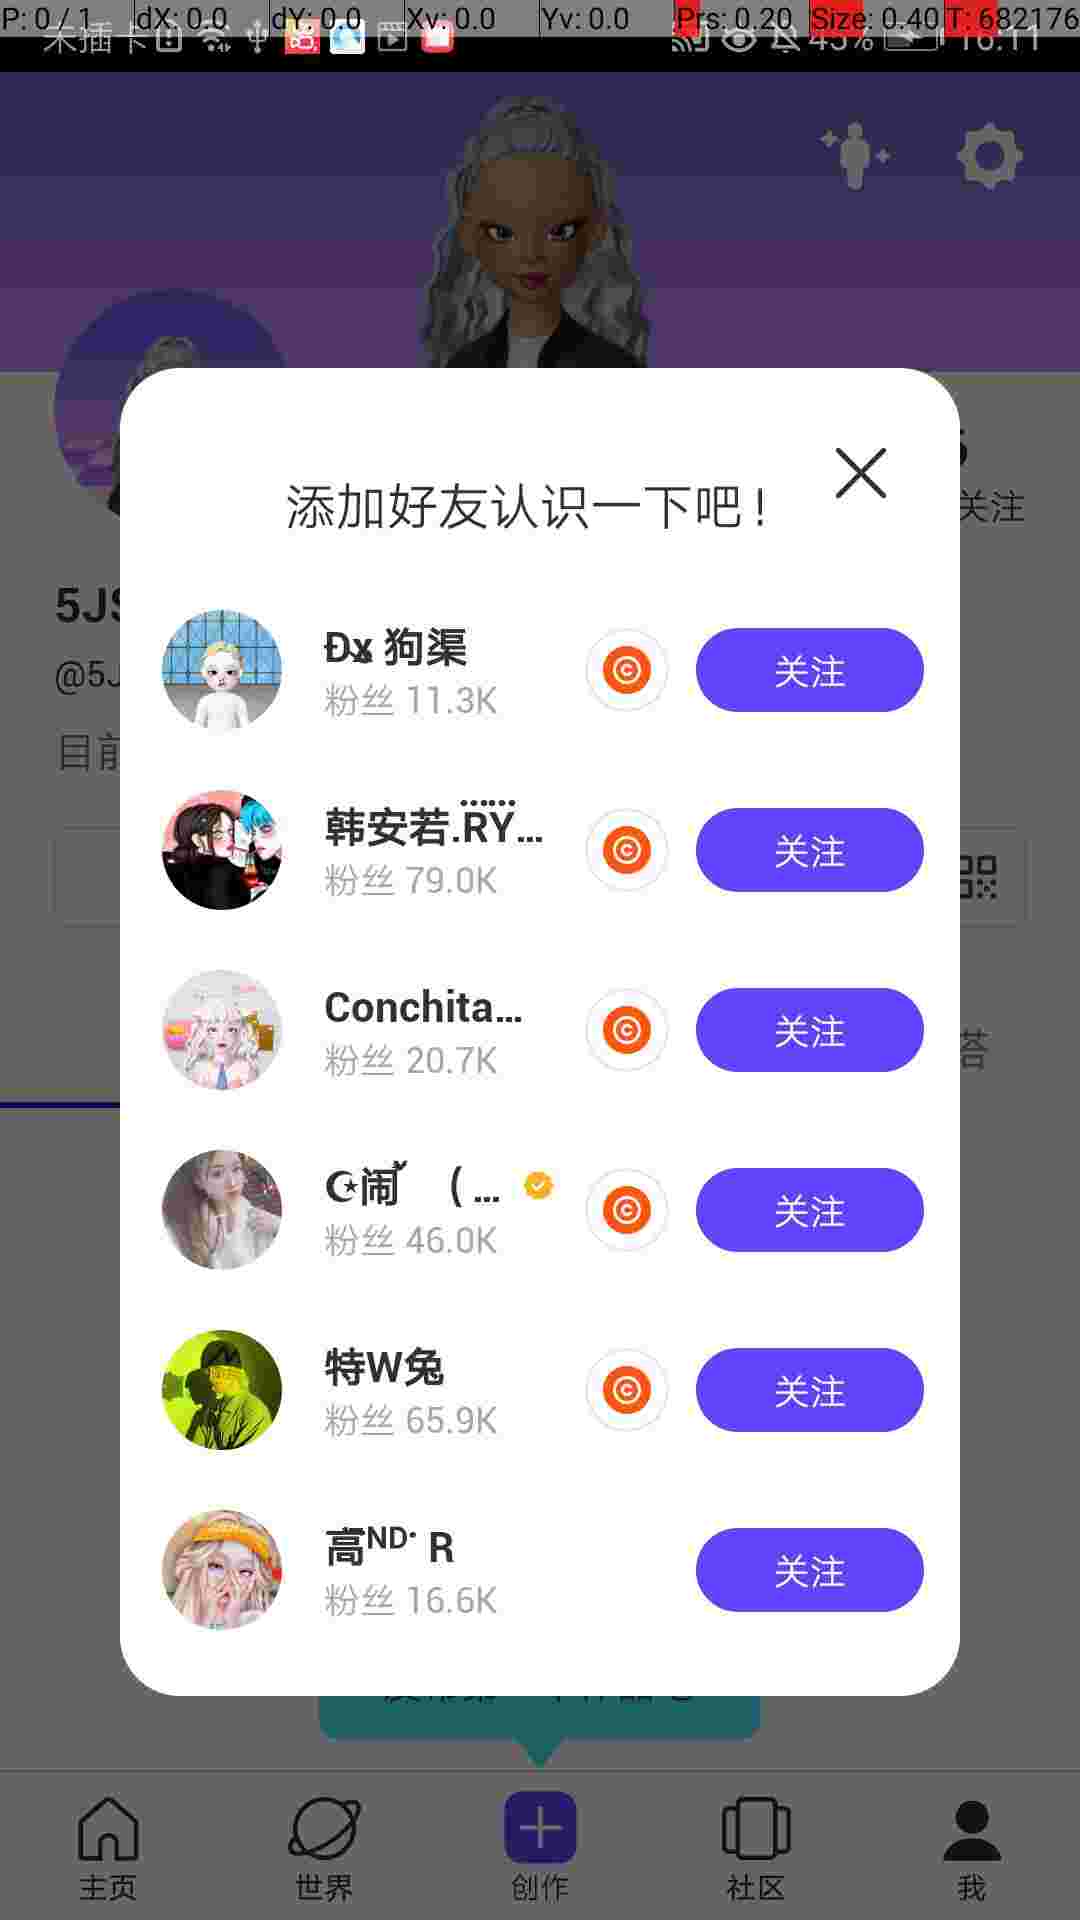 P: 0 / 1 dX: 0.0 dY: 0.0 Xv: 0.0 Yv: 0.0 Prs: 0.20 Size: 0.40 T: 682176
未插卡 45% 16:11
添加好友认识一下吧！
关注
5JS
@5J
目前
狗渠
粉丝 11.3K
关注
韩安若.RY...
粉丝 79.0K
关注
Conchita...
粉丝 20.7K
关注
答
☪闹 ( ...
粉丝 46.0K
关注
特W兔
粉丝 65.9K
关注
高ᴺᴰ· R
粉丝 16.6K
关注
主页 世界 创作 社区 我